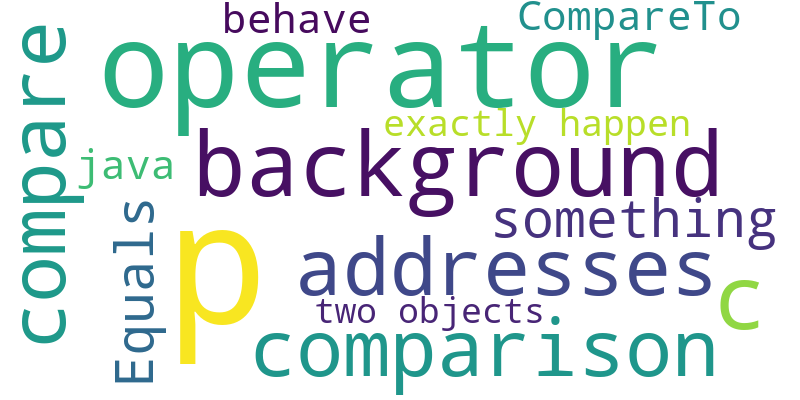 behave
CompareTo
operator
compare
exactly happen
java
background
Equals
something
p
addresses
c
two objects
comparison